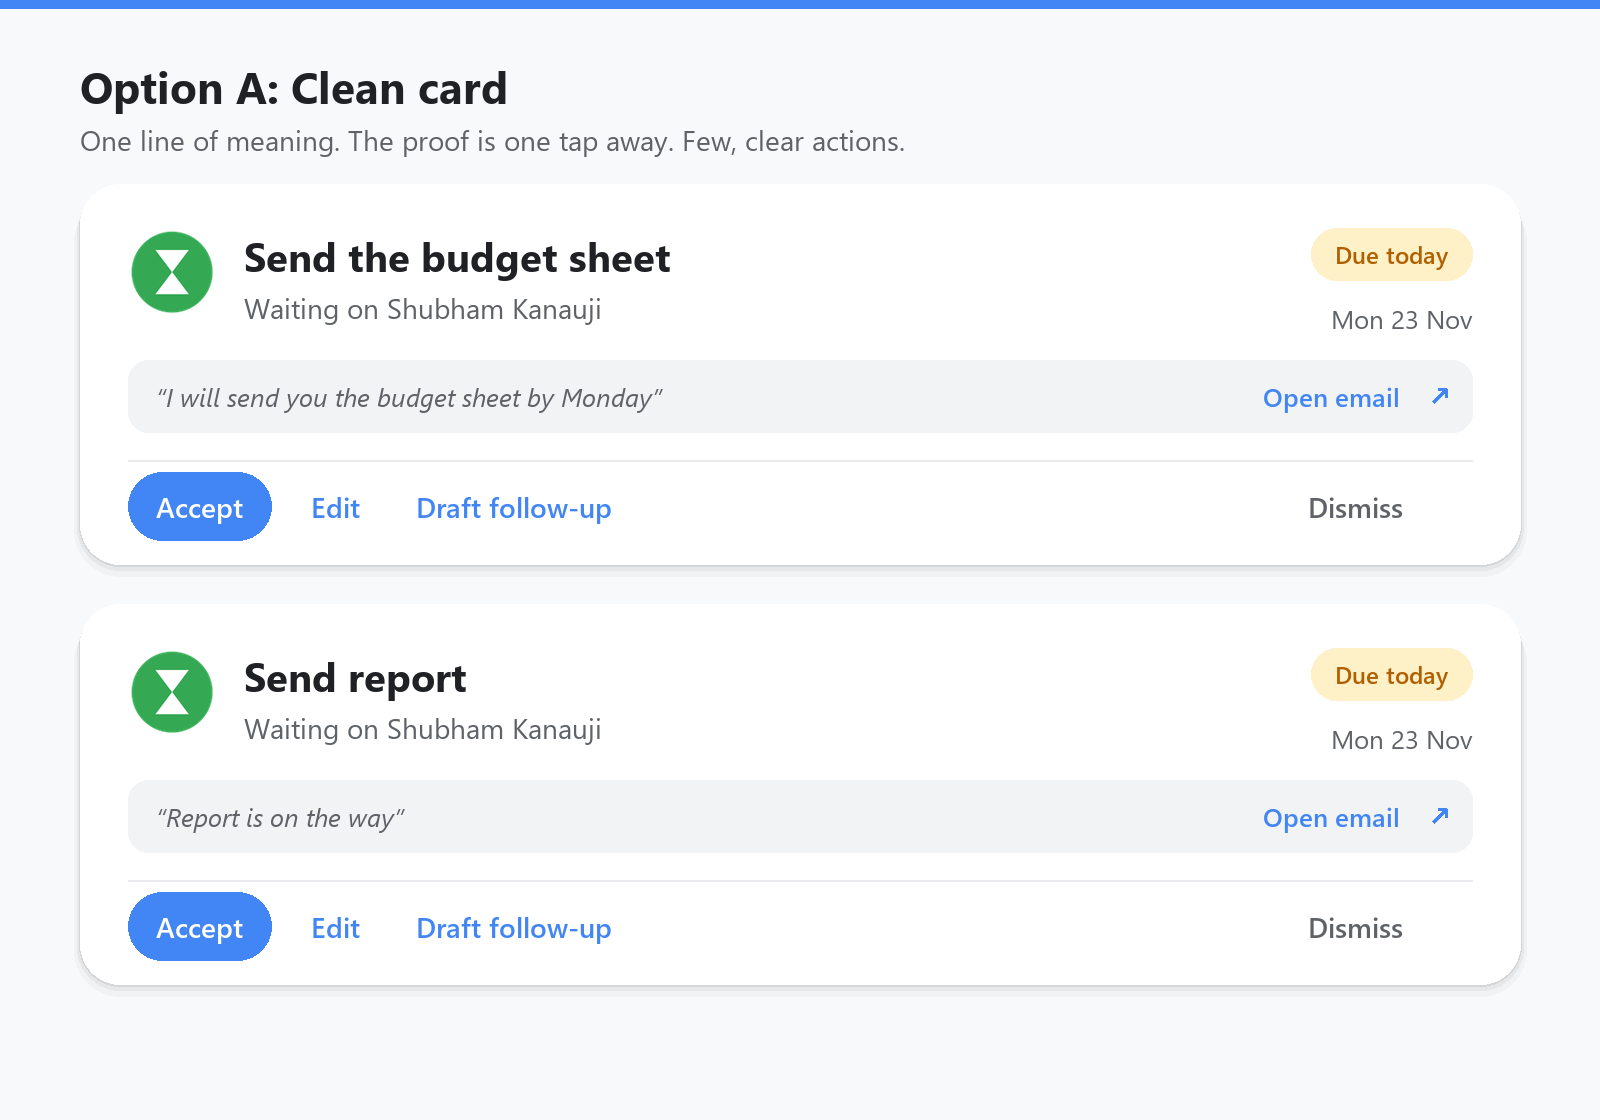 Option A: Clean card
One line of meaning. The proof is one tap away. Few, clear actions.
Send the budget sheet
Due today
Waiting on Shubham Kanauji
Mon 23 Nov
“I will send you the budget sheet by Monday”
Open email
Accept Edit Draft follow-up Dismiss
Send report
Due today
Waiting on Shubham Kanauji
Mon 23 Nov
“Report is on the way”
Open email
Accept Edit Draft follow-up Dismiss